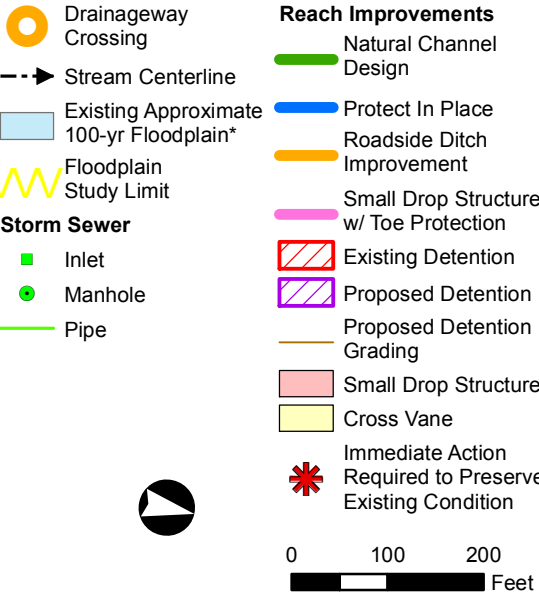 Drainageway
Crossing
Stream Centerline
Existing Approximate
100-yr Floodplain*
Floodplain
Study Limit
Storm Sewer
Inlet
Manhole
Pipe
Reach Improvements
Natural Channel
Design
Protect In Place
Roadside Ditch
Improvement
Small Drop Structure
w/ Toe Protection
Existing Detention
Proposed Detention
Proposed Detention
Grading
Small Drop Structure
Cross Vane
Immediate Action
Required to Preserve
Existing Condition
0 100 200
Feet